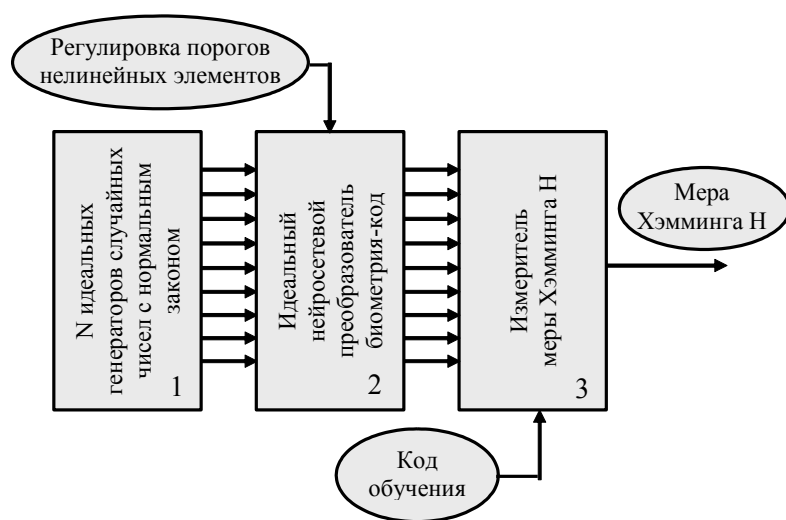 Регулировка порогов
нелинейных элементов
N идеальных
генераторов случайных
чисел с нормальным
законом
1
Идеальный
нейросетевой
преобразователь
биометрия-код
2
Измеритель
меры Хэмминга Н
3
Мера
Хэмминга Н
Код
обучения